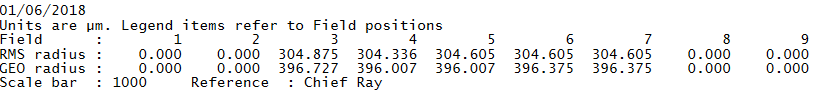 01/06/2018
Units are µm. Legend items refer to Field positions
Field : 1 2 3 4 5 6 7 8 9
RMS radius : 0.000 0.000 304.875 304.336 304.605 304.605 304.605 0.000 0.000
GEO radius : 0.000 0.000 396.727 396.007 396.007 396.375 396.375 0.000 0.000
Scale bar : 1000 Reference : Chief Ray